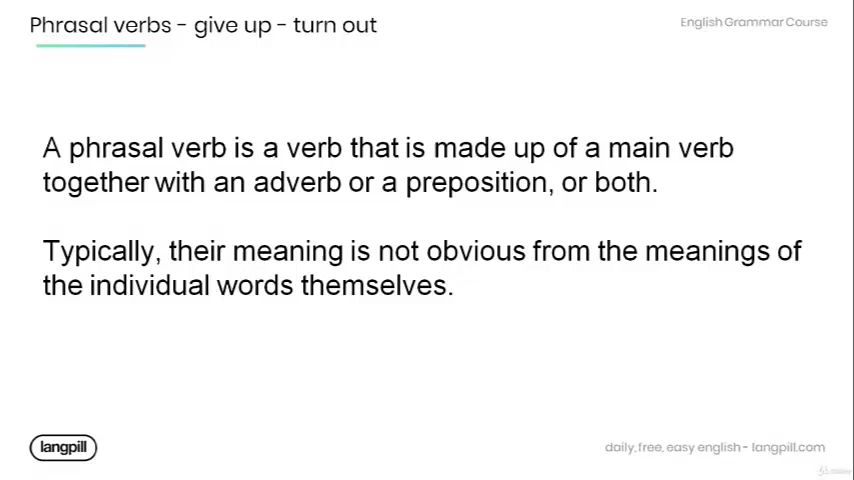 Phrasal verbs - give up - turn out
English Grammar Course
A phrasal verb is a verb that is made up of a main verb
together with an adverb or a preposition, or both.
Typically, their meaning is not obvious from the meanings of
the individual words themselves.
langpill
daily, free, easy english - langpill.com